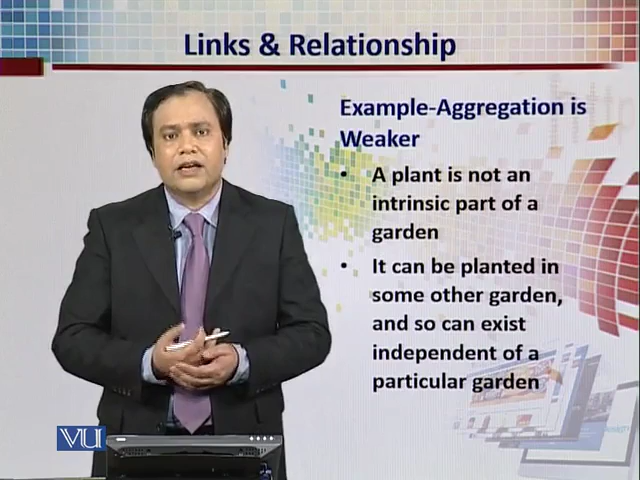 Links & Relationship
Example-Aggregation is
Weaker
• A plant is not an
intrinsic part of a
garden
• It can be planted in
some other garden,
and so can exist
independent of a
particular garden
VU